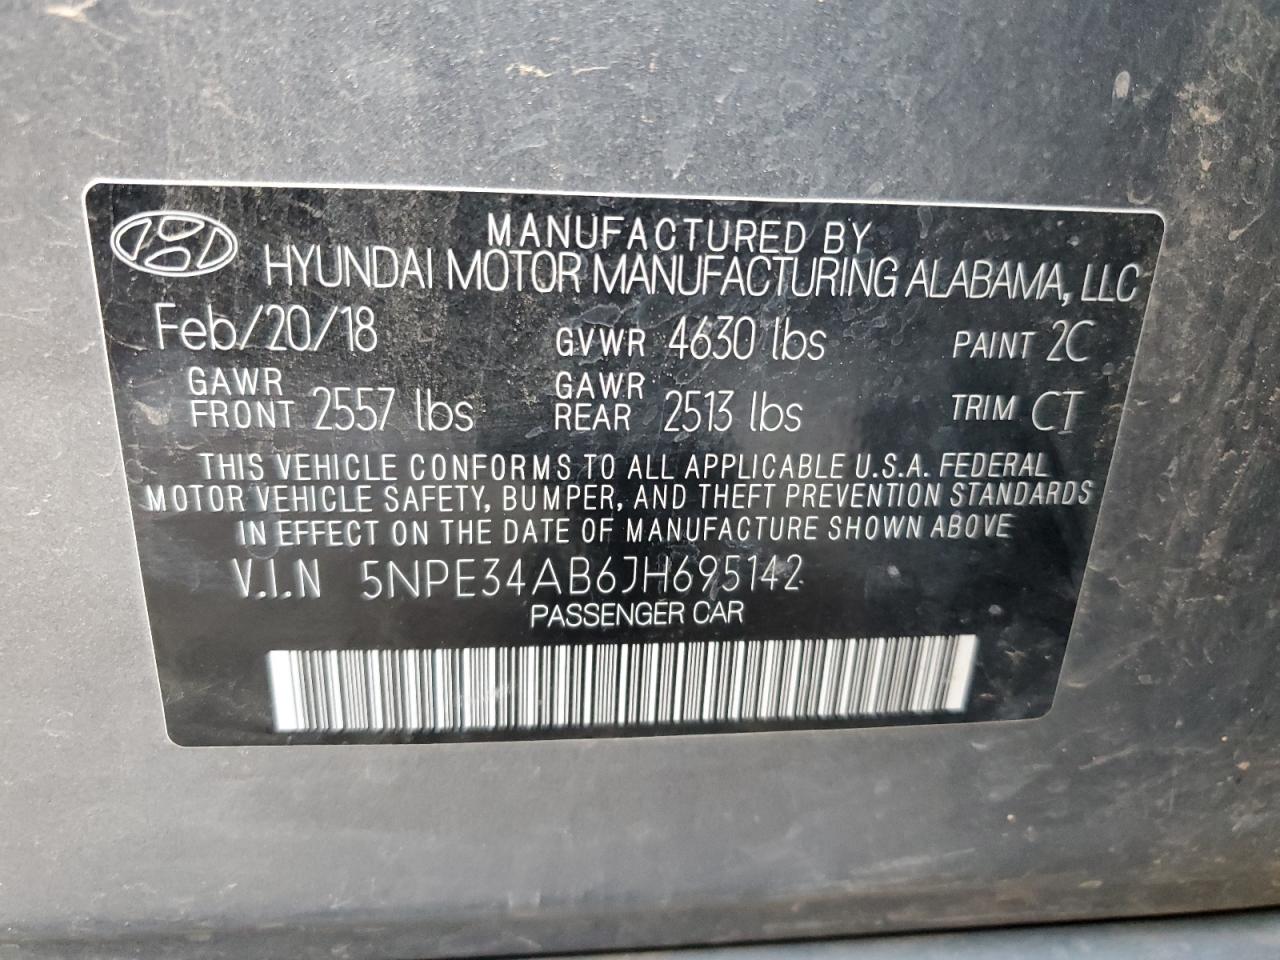 MANUFACTURED BY
HYUNDAI MOTOR MANUFACTURING ALABAMA, LLC
Feb/20/18 GVWR 4630 lbs PAINT 2C
GAWR FRONT 2557 lbs GAWR REAR 2513 lbs TRIM CT
THIS VEHICLE CONFORMS TO ALL APPLICABLE U.S.A. FEDERAL
MOTOR VEHICLE SAFETY, BUMPER, AND THEFT PREVENTION STANDARDS
IN EFFECT ON THE DATE OF MANUFACTURE SHOWN ABOVE
V.I.N 5NPE34AB6JH695142
PASSENGER CAR